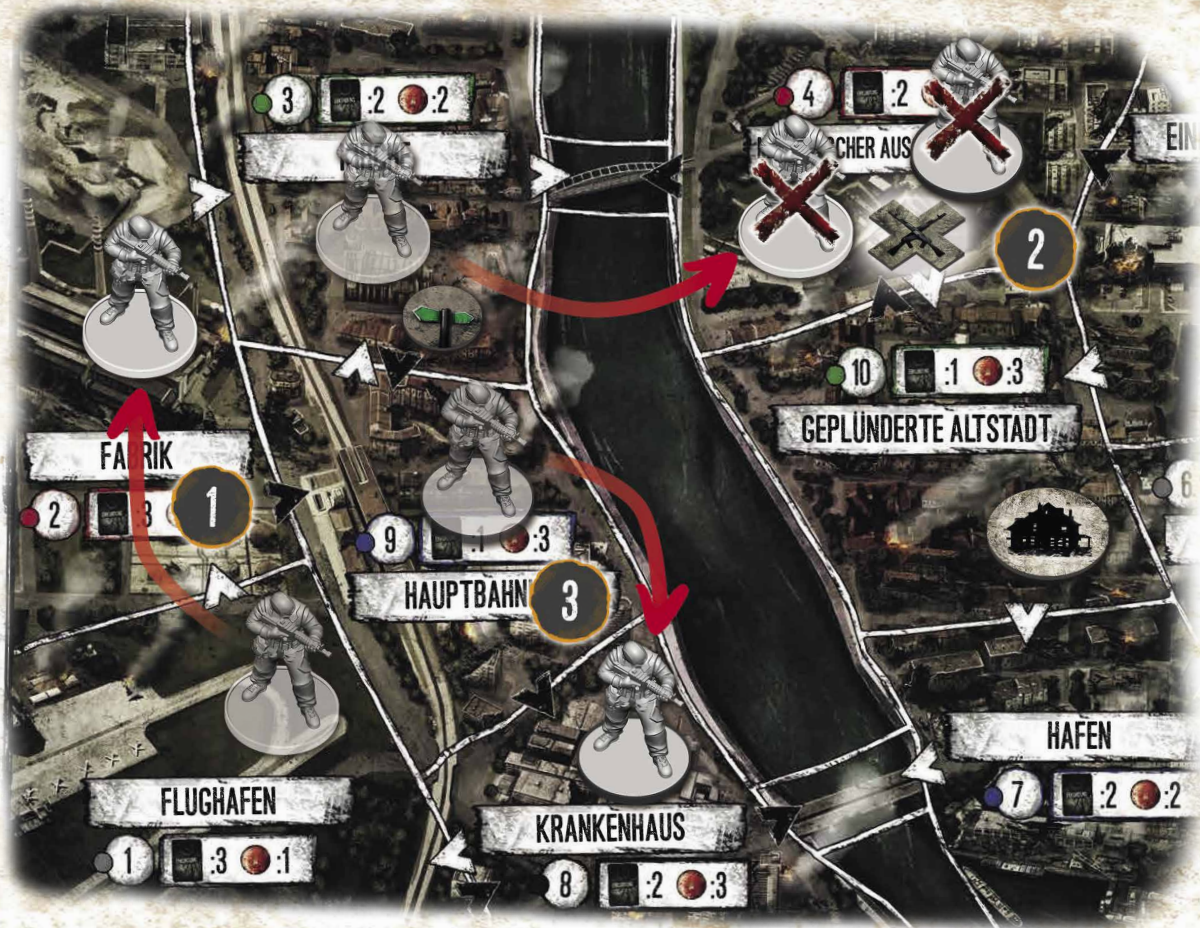 3 :2 :2
4 :2
CHER AUS
EIN
2
10 :1 :3
GEPLÜNDERTE ALTSTADT
FABRIK
2 :3
1
6
9 :1 :3
HAUPTBAHN
3
HAFEN
7 :2 :2
FLUGHAFEN
1 :3 :1
KRANKENHAUS
8 :2 :3